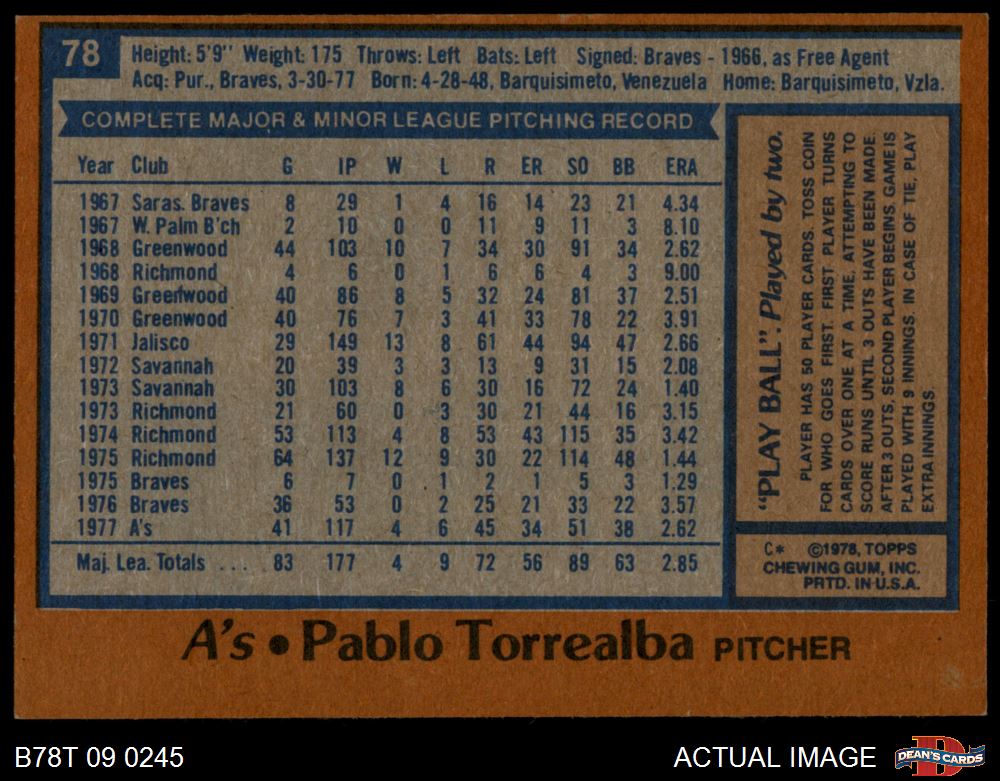 78
Height: 5'9" Weight: 175 Throws: Left Bats: Left Signed: Braves - 1966, as Free Agent
Acq: Pur., Braves, 3-30-77 Born: 4-28-48, Barquisimeto, Venezuela Home: Barquisimeto, Vzla.
COMPLETE MAJOR & MINOR LEAGUE PITCHING RECORD
Year Club G IP W L R ER SO BB ERA
1967 Saras. Braves 8 29 1 4 16 14 23 21 4.34
1967 W. Palm B'ch 2 10 0 0 11 9 11 3 8.10
1968 Greenwood 44 103 10 7 34 30 91 34 2.62
1968 Richmond 4 6 0 1 6 6 4 3 9.00
1969 Greenwood 40 86 8 5 32 24 81 37 2.51
1970 Greenwood 40 76 7 3 41 33 78 22 3.91
1971 Jalisco 29 149 13 8 61 44 94 47 2.66
1972 Savannah 20 39 3 3 13 9 31 15 2.08
1973 Savannah 30 103 8 6 30 16 72 24 1.40
1973 Richmond 21 60 0 3 30 21 44 16 3.15
1974 Richmond 53 113 4 8 53 43 115 35 3.42
1975 Richmond 64 137 12 9 30 22 114 48 1.44
1975 Braves 6 7 0 1 2 1 5 3 1.29
1976 Braves 36 53 0 2 25 21 33 22 3.57
1977 A's 41 117 4 6 45 34 51 38 2.62
Maj. Lea. Totals . . . 83 177 4 9 72 56 89 63 2.85
"PLAY BALL". Played by two.
PLAYER HAS 50 PLAYER CARDS. TOSS COIN
FOR WHO GOES FIRST. FIRST PLAYER TURNS
CARDS OVER ONE AT A TIME, ATTEMPTING TO
SCORE RUNS UNTIL 3 OUTS HAVE BEEN MADE.
AFTER 3 OUTS, SECOND PLAYER BEGINS. GAME IS
PLAYED WITH 9 INNINGS. IN CASE OF TIE, PLAY
EXTRA INNINGS
C* ©1978, TOPPS
CHEWING GUM, INC.
PRTD. IN U.S.A.
A's • Pablo Torrealba PITCHER
B78T 09 0245
ACTUAL IMAGE
D
DEAN'S CARDS